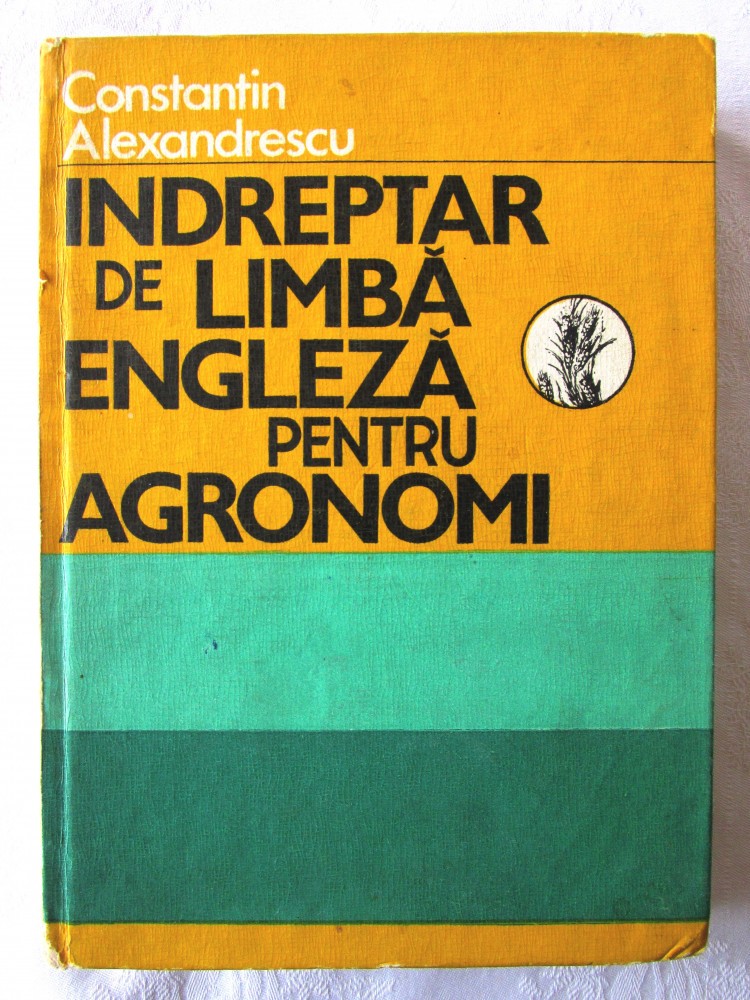 Constantin
Alexandrescu
INDREPTAR
DE LIMBĂ
ENGLEZĂ
PENTRU
AGRONOMI